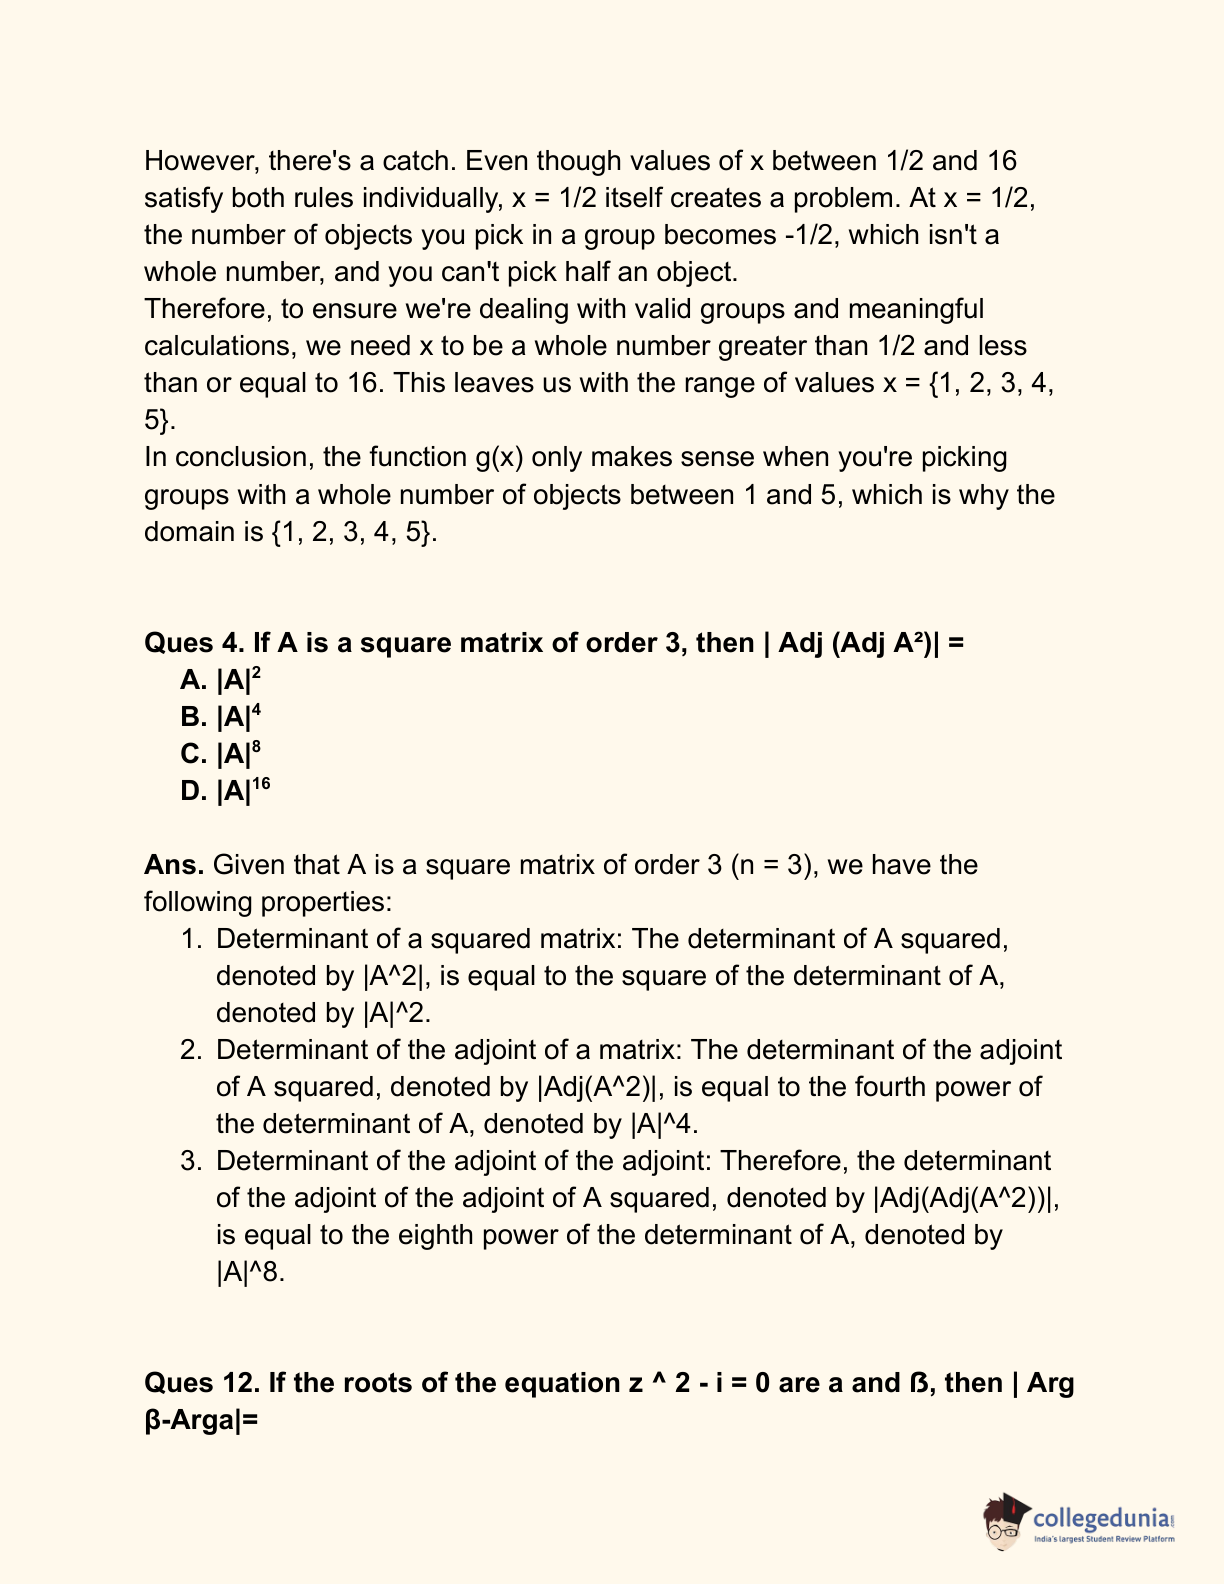 However, there's a catch. Even though values of x between 1/2 and 16
satisfy both rules individually, x = 1/2 itself creates a problem. At x = 1/2,
the number of objects you pick in a group becomes -1/2, which isn't a
whole number, and you can't pick half an object.
Therefore, to ensure we're dealing with valid groups and meaningful
calculations, we need x to be a whole number greater than 1/2 and less
than or equal to 16. This leaves us with the range of values x = {1, 2, 3, 4,
5}.
In conclusion, the function g(x) only makes sense when you're picking
groups with a whole number of objects between 1 and 5, which is why the
domain is {1, 2, 3, 4, 5}.
Ques 4. If A is a square matrix of order 3, then | Adj (Adj A²)| =
A. |A|²
B. |A|⁴
C. |A|⁸
D. |A|¹⁶
Ans. Given that A is a square matrix of order 3 (n = 3), we have the
following properties:
1. Determinant of a squared matrix: The determinant of A squared,
denoted by |A^2|, is equal to the square of the determinant of A,
denoted by |A|^2.
2. Determinant of the adjoint of a matrix: The determinant of the adjoint
of A squared, denoted by |Adj(A^2)|, is equal to the fourth power of
the determinant of A, denoted by |A|^4.
3. Determinant of the adjoint of the adjoint: Therefore, the determinant
of the adjoint of the adjoint of A squared, denoted by |Adj(Adj(A^2))|,
is equal to the eighth power of the determinant of A, denoted by
|A|^8.
Ques 12. If the roots of the equation z ^ 2 - i = 0 are a and ẞ, then | Arg
β-Arga|=
collegedunia.com
India's largest Student Review Platform